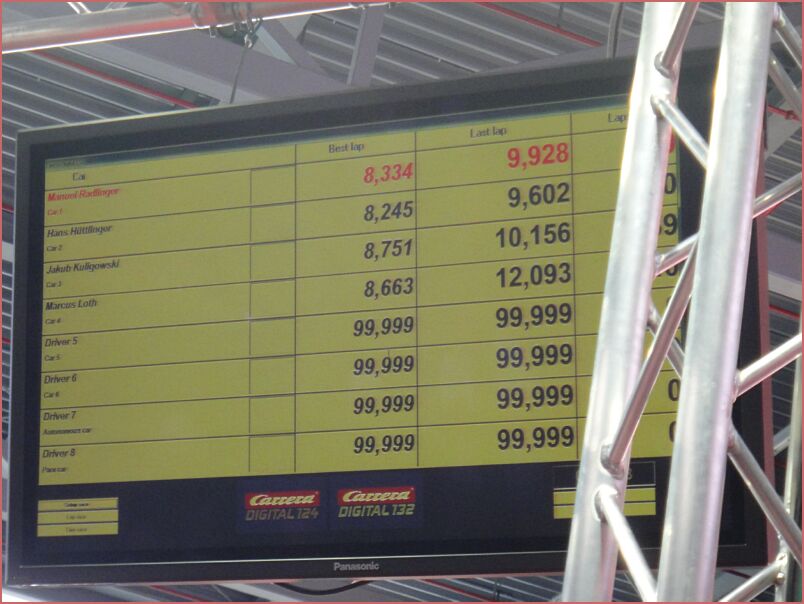 Car Best lap Last lap
Manuel Radlinger 8,334 9,928
Car 1
Hans Hüttlinger 8,245 9,602
Car 2
Jakub Kuligowski 8,751 10,156
Car 3
Marcus Loth 8,663 12,093
Car 4
Driver 5 99,999 99,999
Car 5
Driver 6 99,999 99,999
Car 6
Driver 7 99,999 99,999 0
Autonomous car
Driver 8 99,999 99,999
Pace car
Carrera Carrera
DIGITAL 124 DIGITAL 132
Panasonic